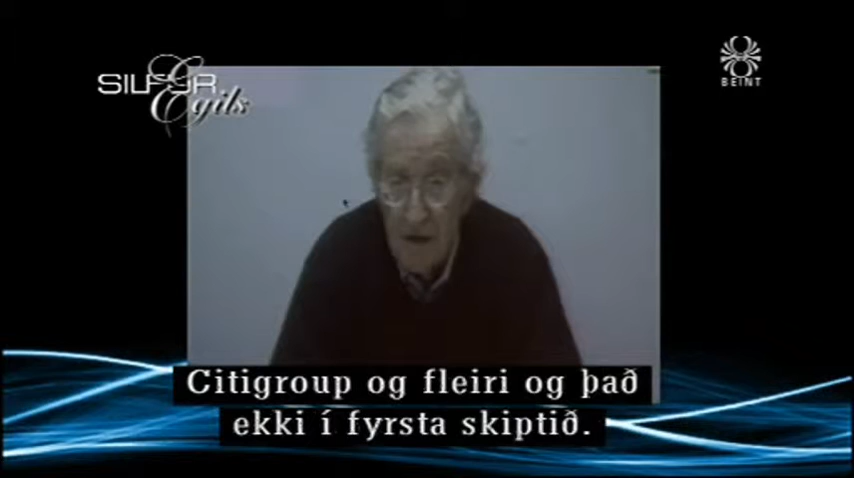 SILFUR
Egils
BEINT
Citigroup og fleiri og það
ekki í fyrsta skiptið.